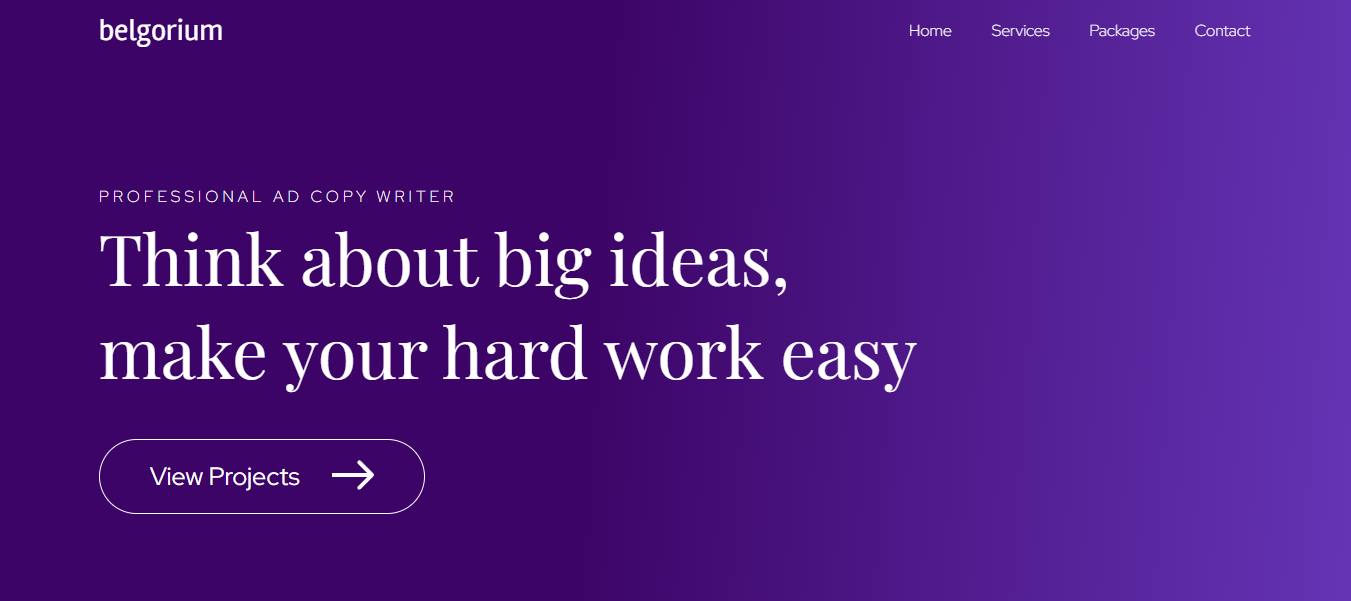 belgorium
Home Services Packages Contact
PROFESSIONAL AD COPY WRITER
Think about big ideas,
make your hard work easy
View Projects